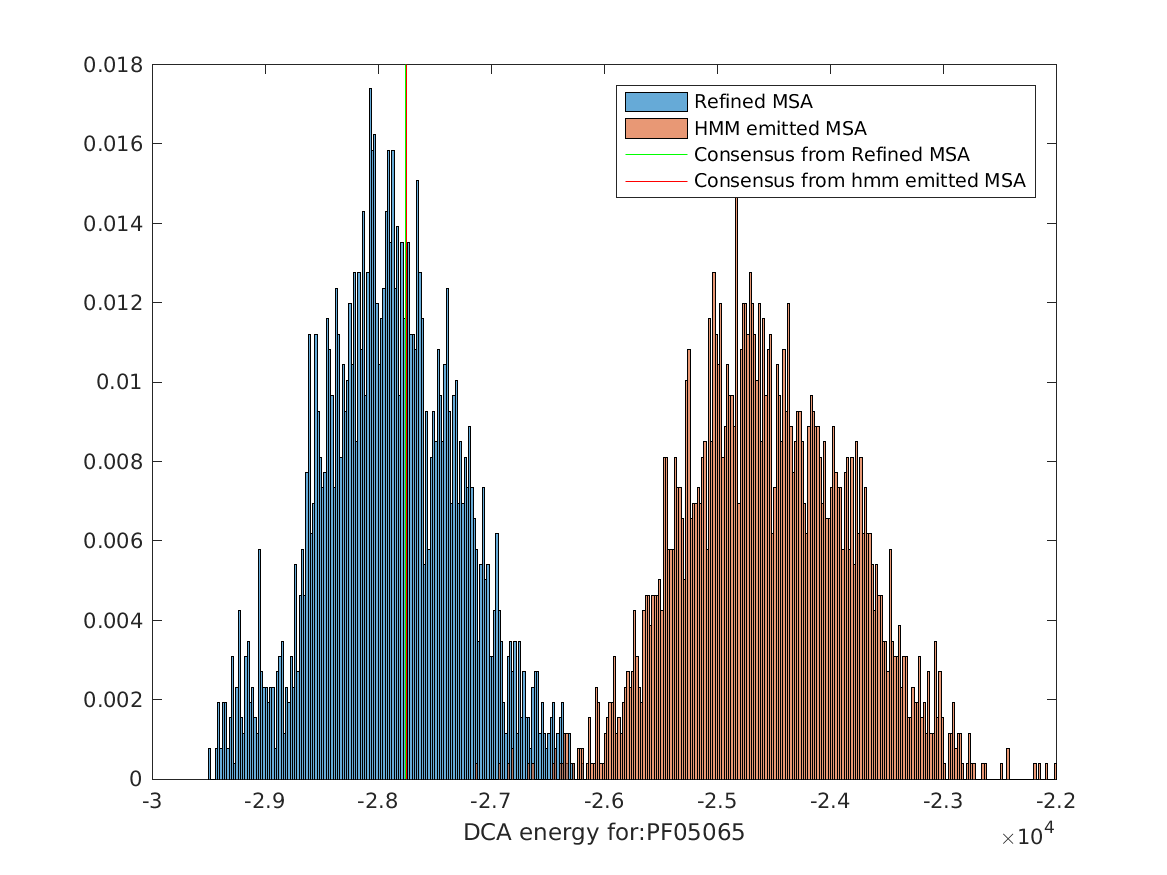 0.018
0.016
0.014
0.012
0.01
0.008
0.006
0.004
0.002
0
Refined MSA
HMM emitted MSA
Consensus from Refined MSA
Consensus from hmm emitted MSA
-3 -2.9 -2.8 -2.7 -2.6 -2.5 -2.4 -2.3 -2.2
DCA energy for:PF05065
×10^4